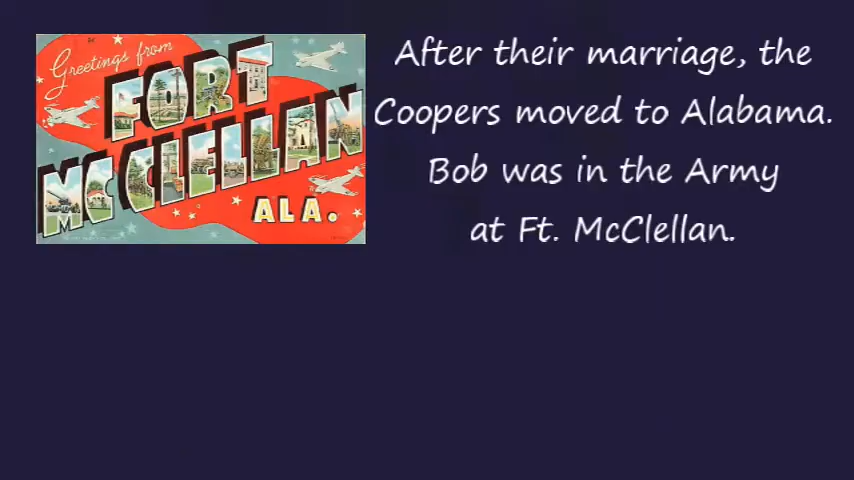 Greetings from
FORT
MCCLELLAN
ALA.
After their marriage, the
Coopers moved to Alabama.
Bob was in the Army
at Ft. McClellan.